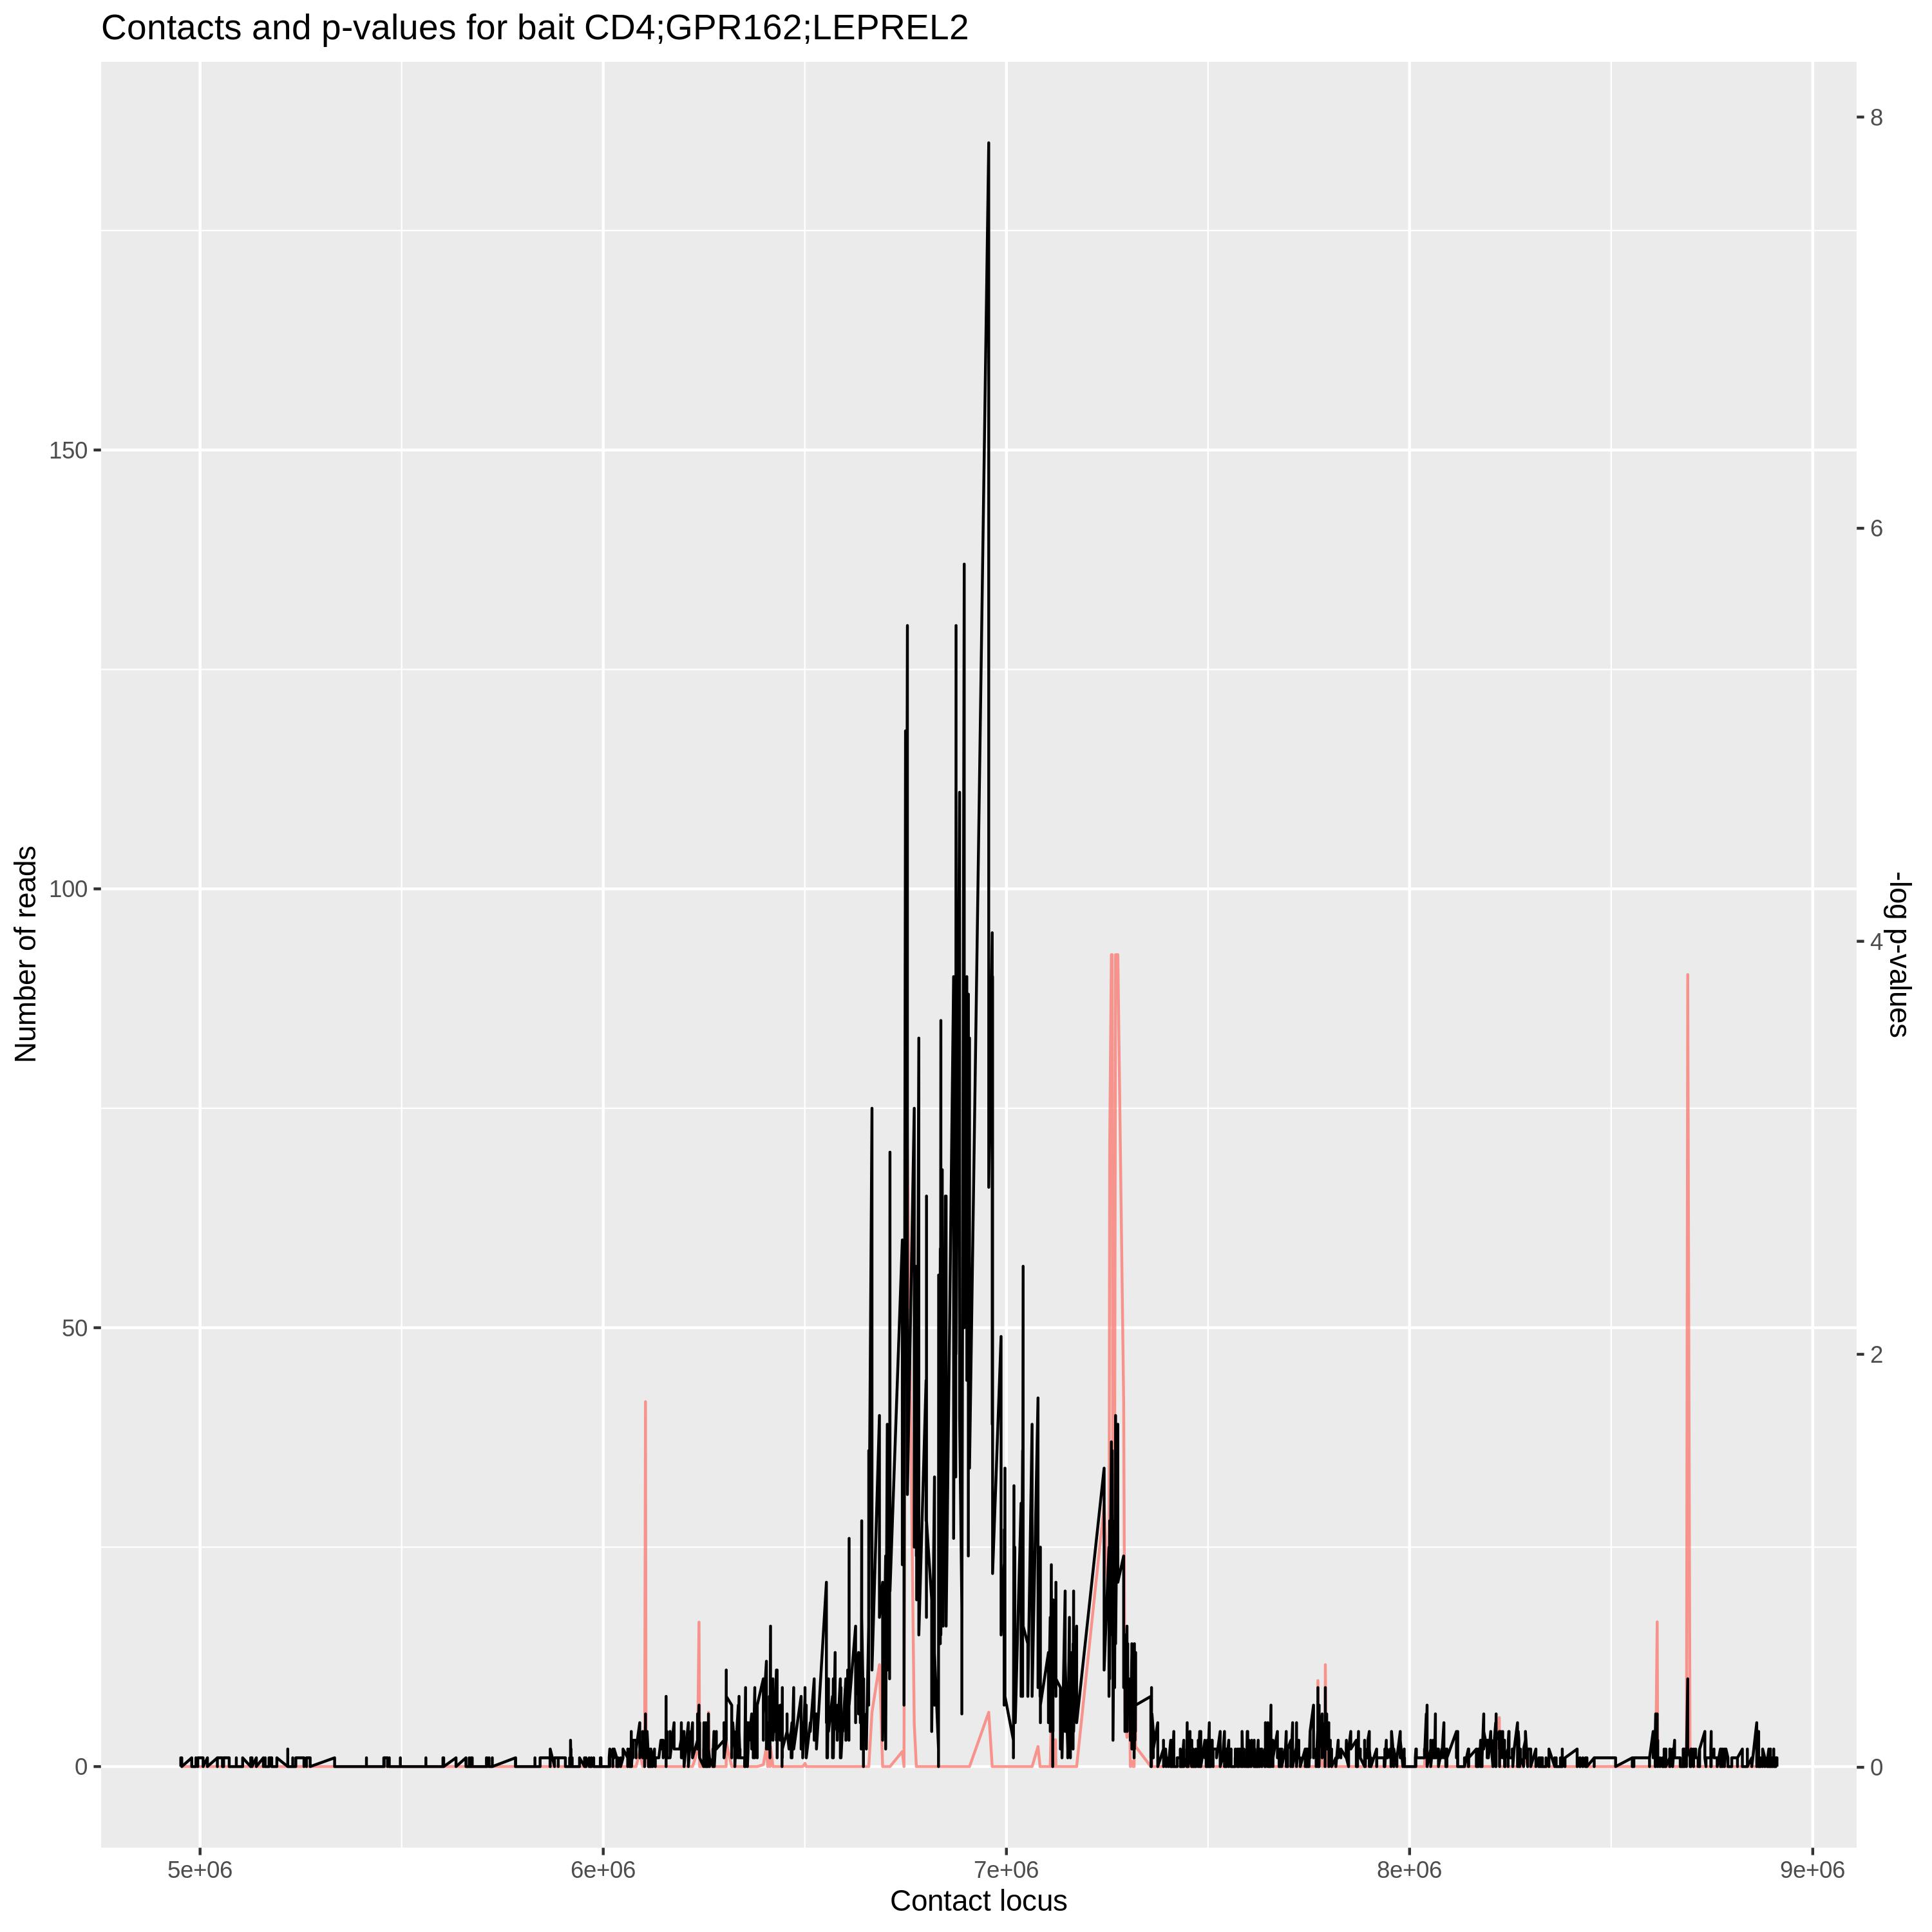 Contacts and p-values for bait CD4;GPR162;LEPREL2
Number of reads
150
100
50
0
8
6
4
2
0
-log p-values
5e+06
6e+06
7e+06
8e+06
9e+06
Contact locus